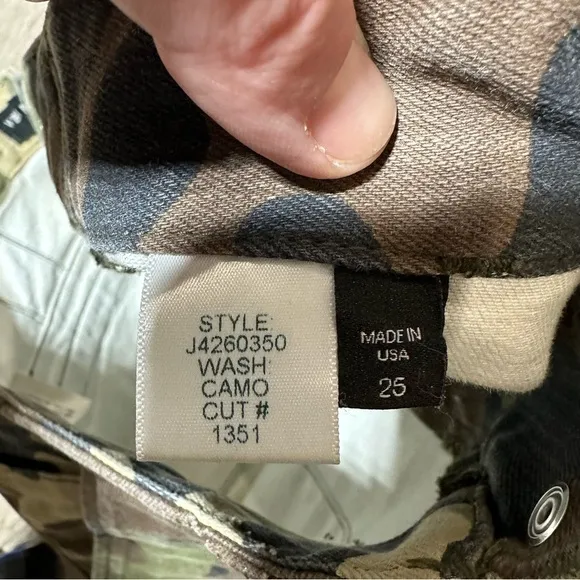 STYLE:
J4260350
WASH:
CAMO
CUT #
1351
MADE IN
USA
25